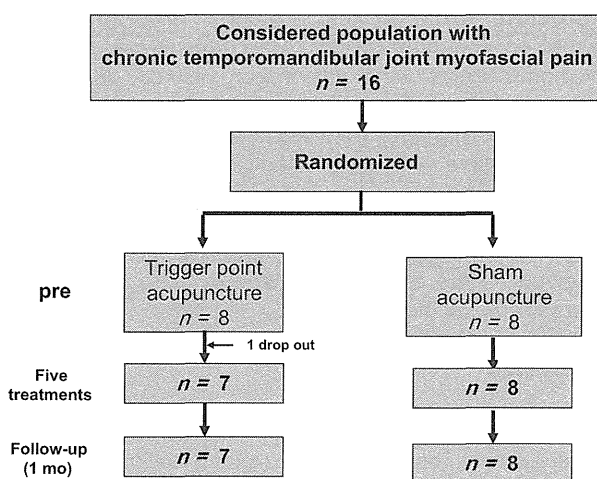 Considered population with
chronic temporomandibular joint myofascial pain
n = 16
Randomized
pre
Trigger point
acupuncture
n = 8
Sham
acupuncture
n = 8
1 drop out
Five
treatments
n = 7
n = 8
Follow-up
(1 mo)
n = 7
n = 8